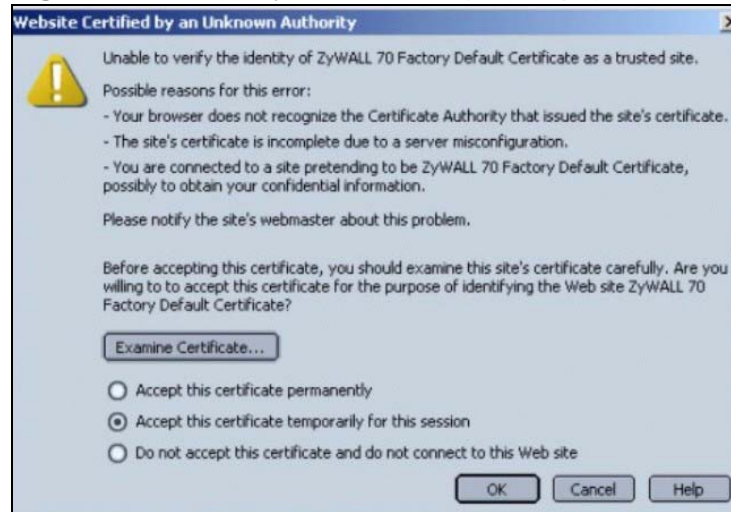 Website Certified by an Unknown Authority
Unable to verify the identity of ZyWALL 70 Factory Default Certificate as a trusted site.
Possible reasons for this error:
- Your browser does not recognize the Certificate Authority that issued the site's certificate.
- The site's certificate is incomplete due to a server misconfiguration.
- You are connected to a site pretending to be ZyWALL 70 Factory Default Certificate,
possibly to obtain your confidential information.
Please notify the site's webmaster about this problem.
Before accepting this certificate, you should examine this site's certificate carefully. Are you
willing to to accept this certificate for the purpose of identifying the Web site ZyWALL 70
Factory Default Certificate?
Examine Certificate...
Accept this certificate permanently
Accept this certificate temporarily for this session
Do not accept this certificate and do not connect to this Web site
OK Cancel Help